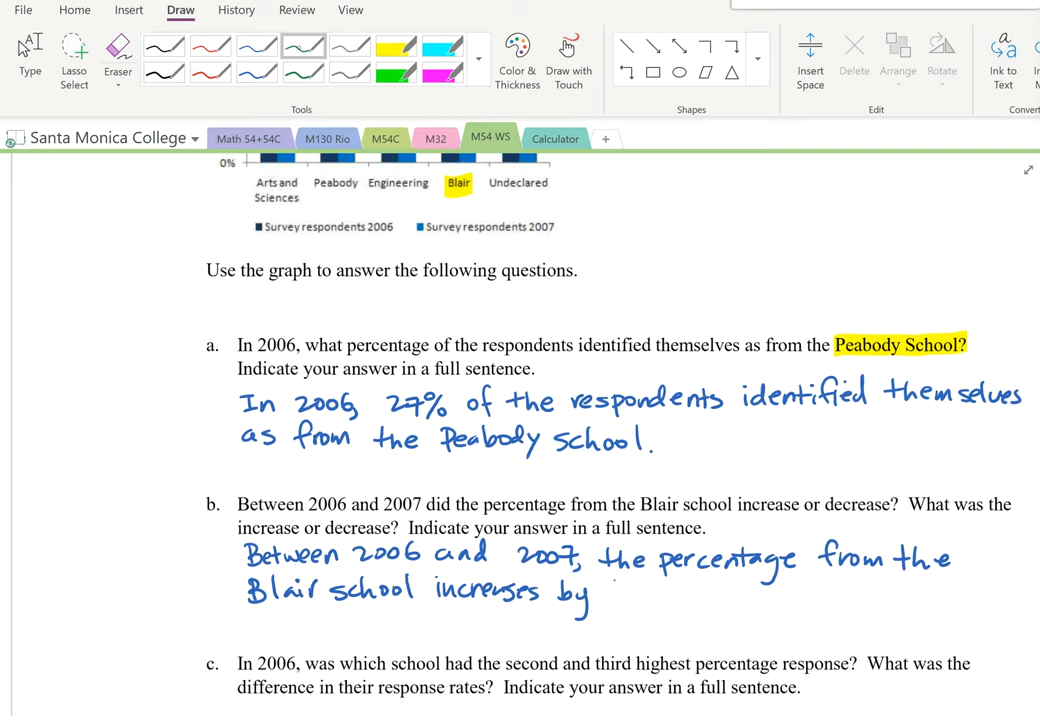 File Home Insert Draw History Review View
Type Lasso Select Eraser Color & Thickness Draw with Touch Insert Space Delete Arrange Rotate Ink to Text
Tools Shapes Edit
Santa Monica College Math 54+54C M130 Rio M54C M32 M54 WS Calculator +
0%
Arts and Sciences Peabody Engineering Blair Undeclared
Survey respondents 2006 Survey respondents 2007
Use the graph to answer the following questions.
a. In 2006, what percentage of the respondents identified themselves as from the Peabody School?
Indicate your answer in a full sentence.
In 2006, 27% of the respondents identified themselves
as from the Peabody school.
b. Between 2006 and 2007 did the percentage from the Blair school increase or decrease? What was the
increase or decrease? Indicate your answer in a full sentence.
Between 2006 and 2007, the percentage from the
Blair school increases by
c. In 2006, was which school had the second and third highest percentage response? What was the
difference in their response rates? Indicate your answer in a full sentence.